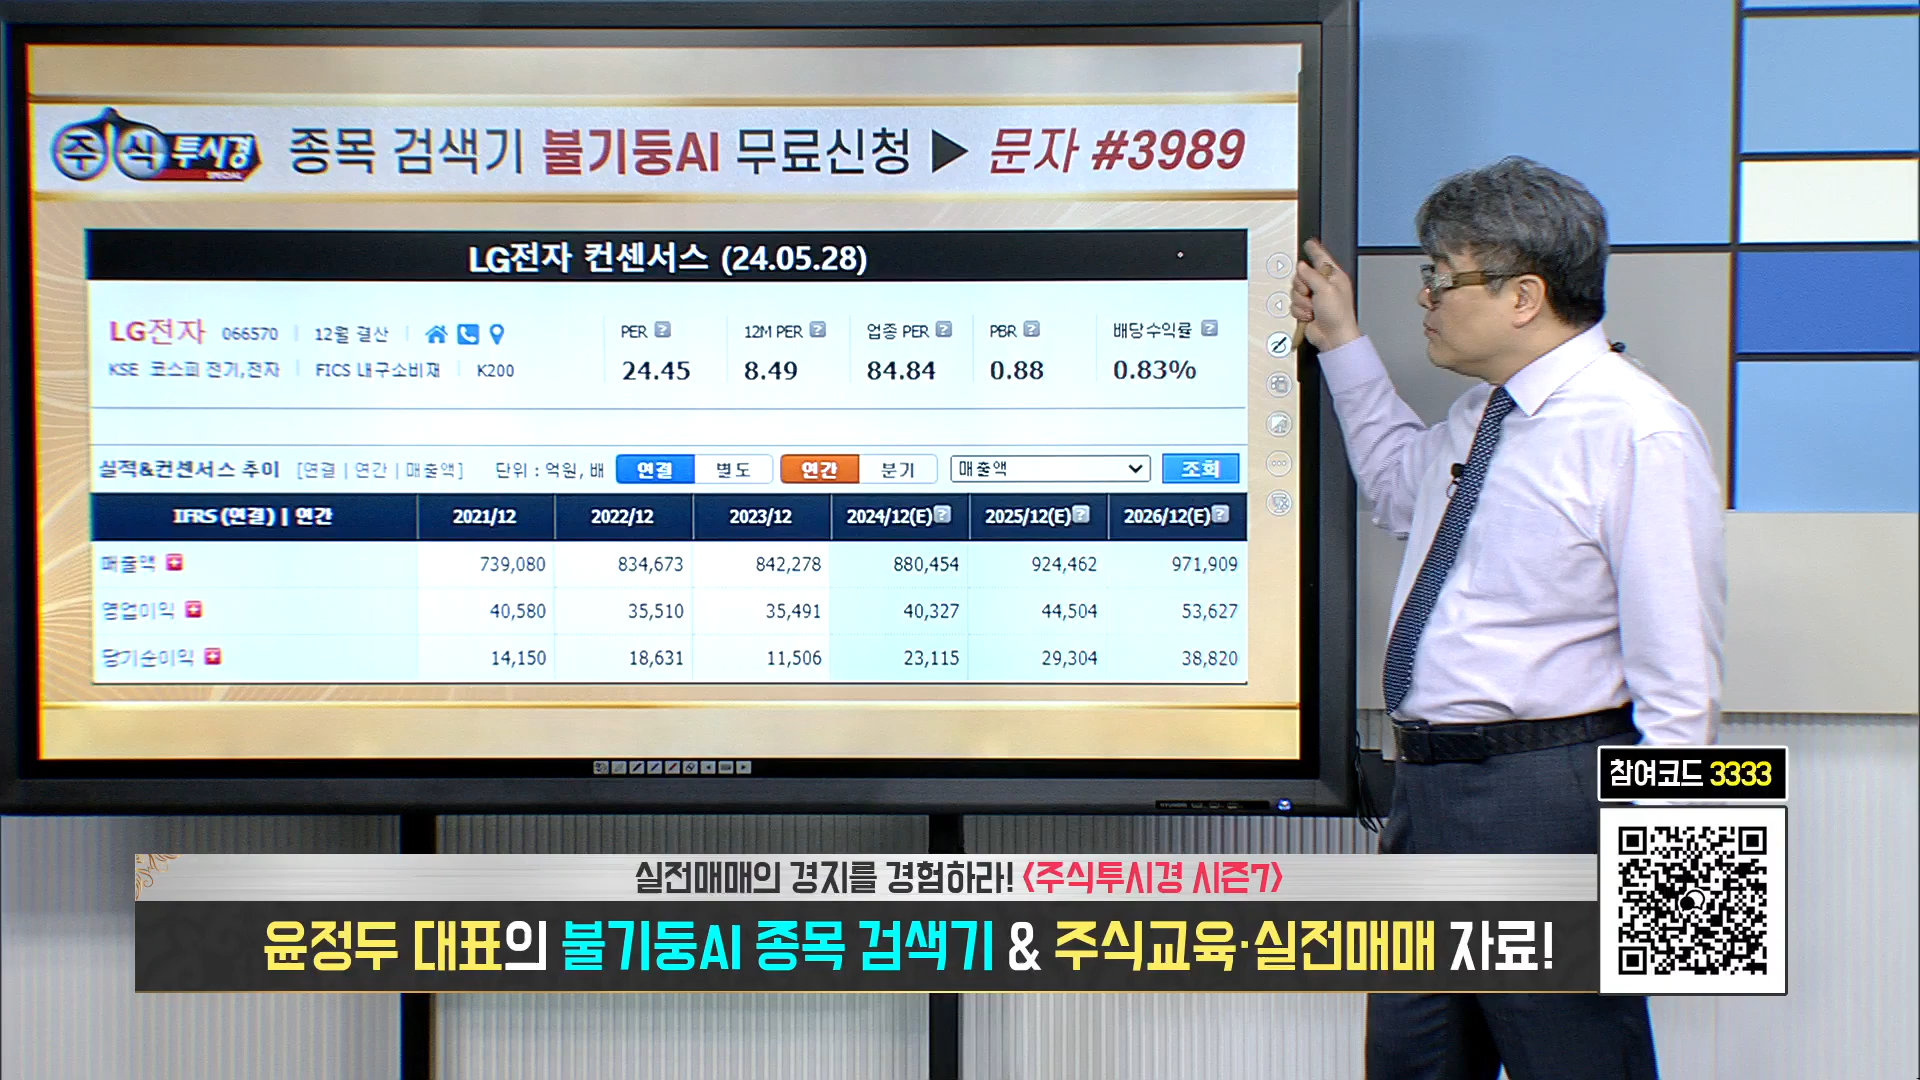 주식투시경 SPECIAL 종목 검색기 불기둥AI 무료신청 ▶ 문자 #3989
LG전자 컨센서스 (24.05.28)
LG전자 066570 | 12월 결산
KSE 코스피 전기,전자 | FICS 내구소비재 | K200
PER 12M PER 업종 PER PBR 배당수익률
24.45 8.49 84.84 0.88 0.83%
실적&컨센서스 추이 [연결 | 연간 | 매출액] 단위 : 억원, 배 연결 별도 연간 분기 매출액 조회
IFRS (연결) | 연간 2021/12 2022/12 2023/12 2024/12(E) 2025/12(E) 2026/12(E)
매출액 739,080 834,673 842,278 880,454 924,462 971,909
영업이익 40,580 35,510 35,491 40,327 44,504 53,627
당기순이익 14,150 18,631 11,506 23,115 29,304 38,820
HYUNDAI
참여코드 3333
실전매매의 경지를 경험하라! <주식투시경 시즌7>
윤정두 대표의 불기둥AI 종목 검색기 & 주식교육·실전매매 자료!